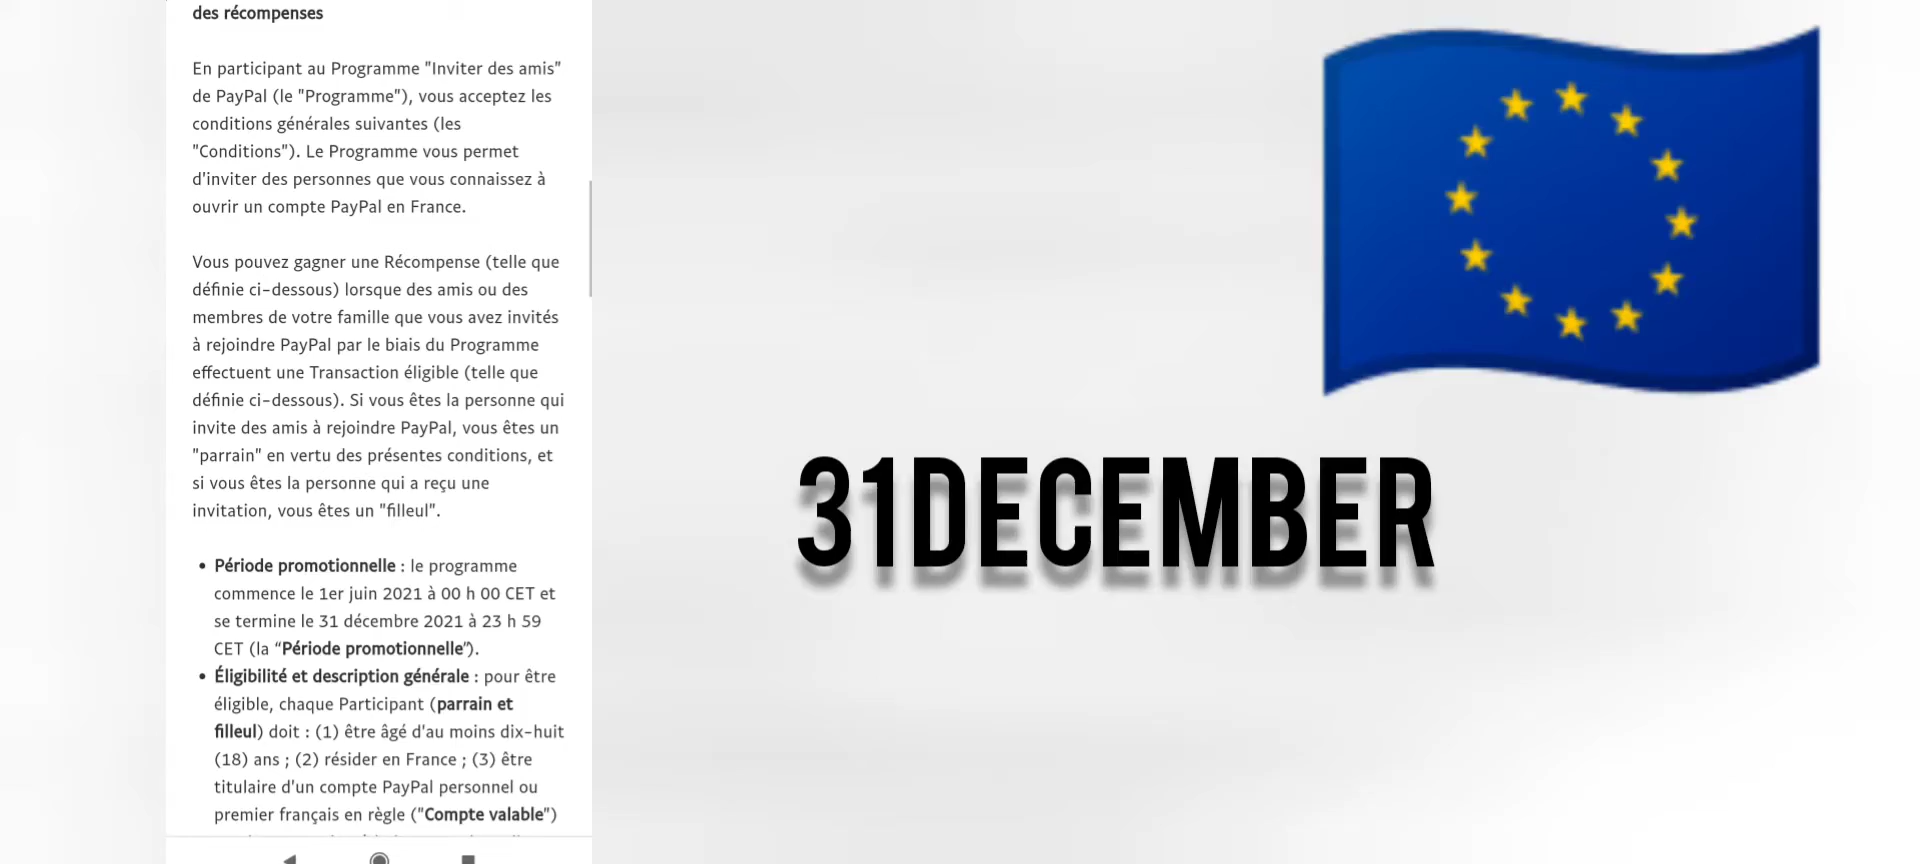 des récompenses
En participant au Programme "Inviter des amis"
de PayPal (le "Programme"), vous acceptez les
conditions générales suivantes (les
"Conditions"). Le Programme vous permet
d'inviter des personnes que vous connaissez à
ouvrir un compte PayPal en France.
Vous pouvez gagner une Récompense (telle que
définie ci-dessous) lorsque des amis ou des
membres de votre famille que vous avez invités
à rejoindre PayPal par le biais du Programme
effectuent une Transaction éligible (telle que
définie ci-dessous). Si vous êtes la personne qui
invite des amis à rejoindre PayPal, vous êtes un
"parrain" en vertu des présentes conditions, et
si vous êtes la personne qui a reçu une
invitation, vous êtes un "filleul".
• Période promotionnelle : le programme
commence le 1er juin 2021 à 00 h 00 CET et
se termine le 31 décembre 2021 à 23 h 59
CET (la “Période promotionnelle”).
• Éligibilité et description générale : pour être
éligible, chaque Participant (parrain et
filleul) doit : (1) être âgé d'au moins dix-huit
(18) ans ; (2) résider en France ; (3) être
titulaire d'un compte PayPal personnel ou
premier français en règle ("Compte valable")
31DECEMBER